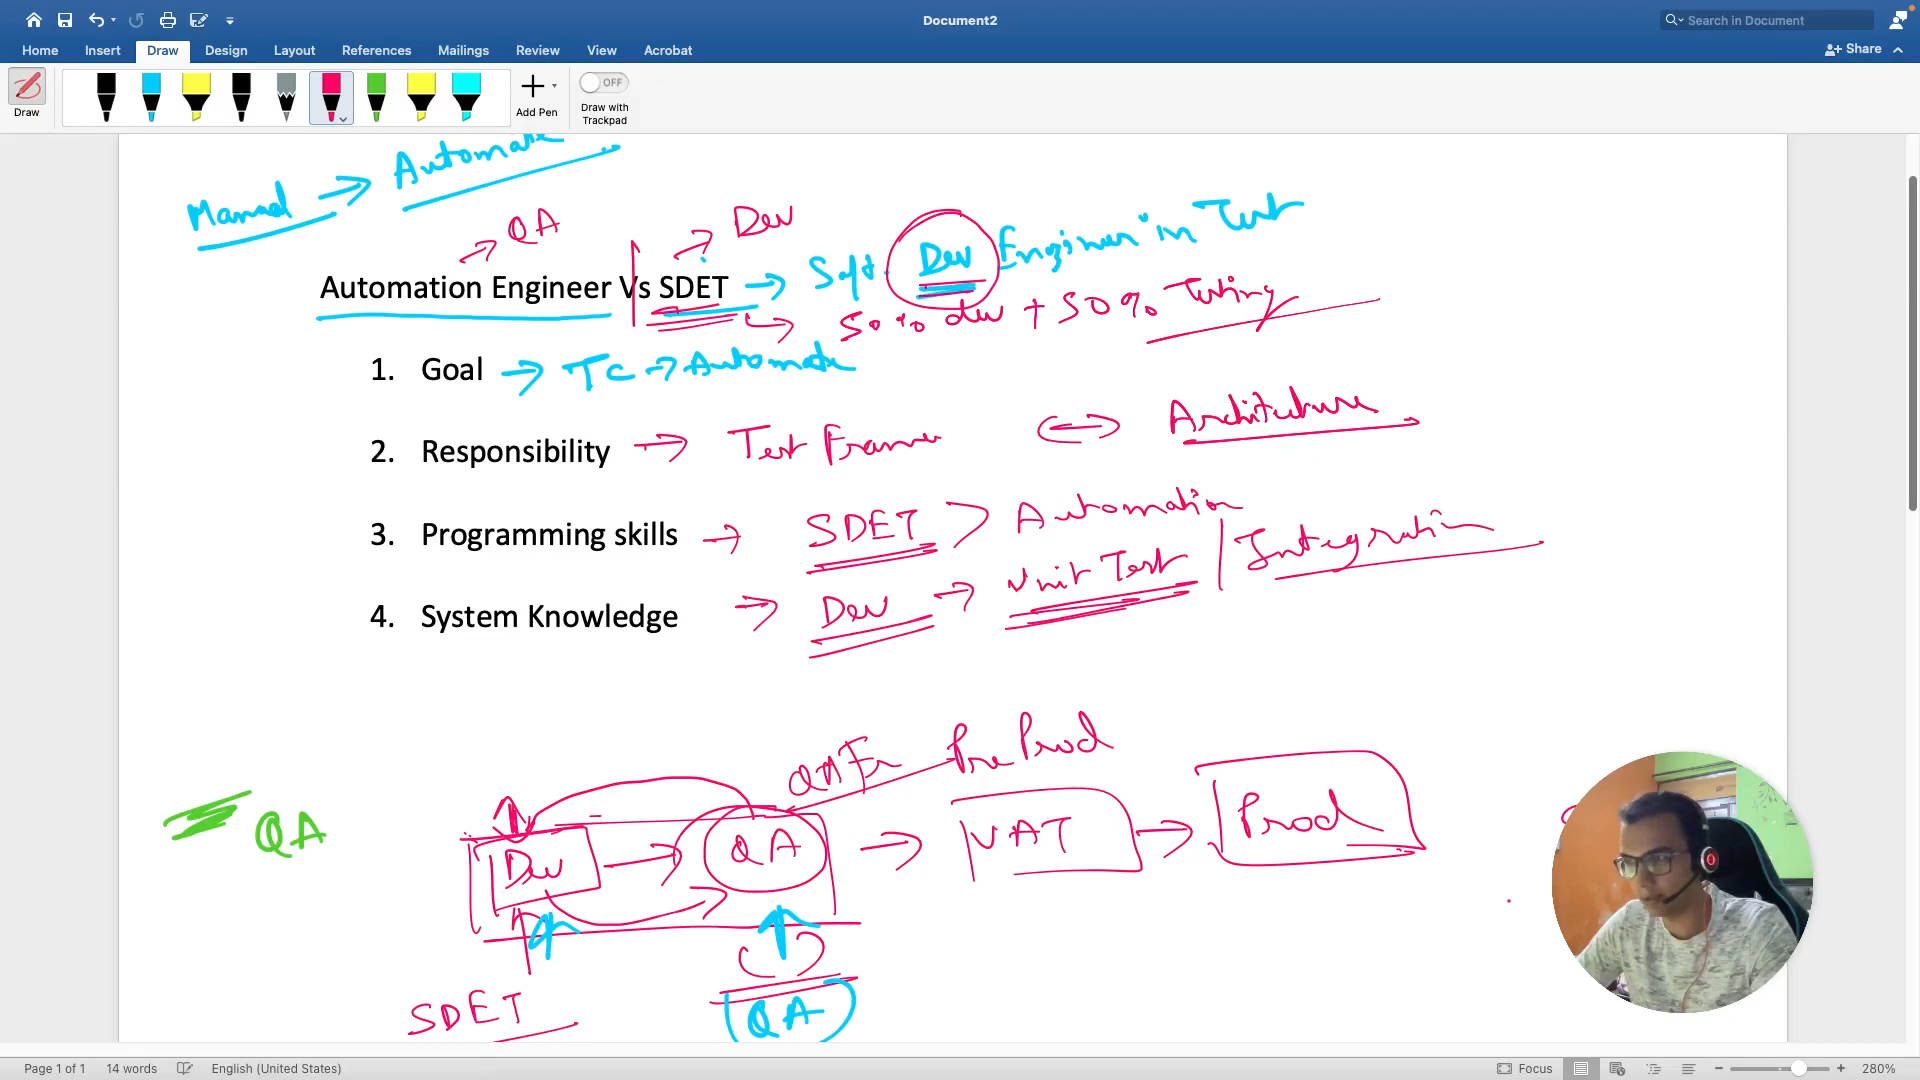 Document2
Search in Document
Home Insert Draw Design Layout References Mailings Review View Acrobat
Share
Draw
Add Pen
OFF
Draw with Trackpad
Manual → Automate
→ QA
→ Dev
Automation Engineer Vs SDET → Soft. Dev Engineer in Test
50% dev + 50% Testing
1. Goal → TC → Automate
2. Responsibility → Test Frame ↔ Architecture
3. Programming skills → SDET > Automation
4. System Knowledge → Dev → Unit Test | Integration
Pre Prod
QA
Dev → QA → UAT → Prod
SDET
QA
Page 1 of 1 14 words English (United States) Focus 280%